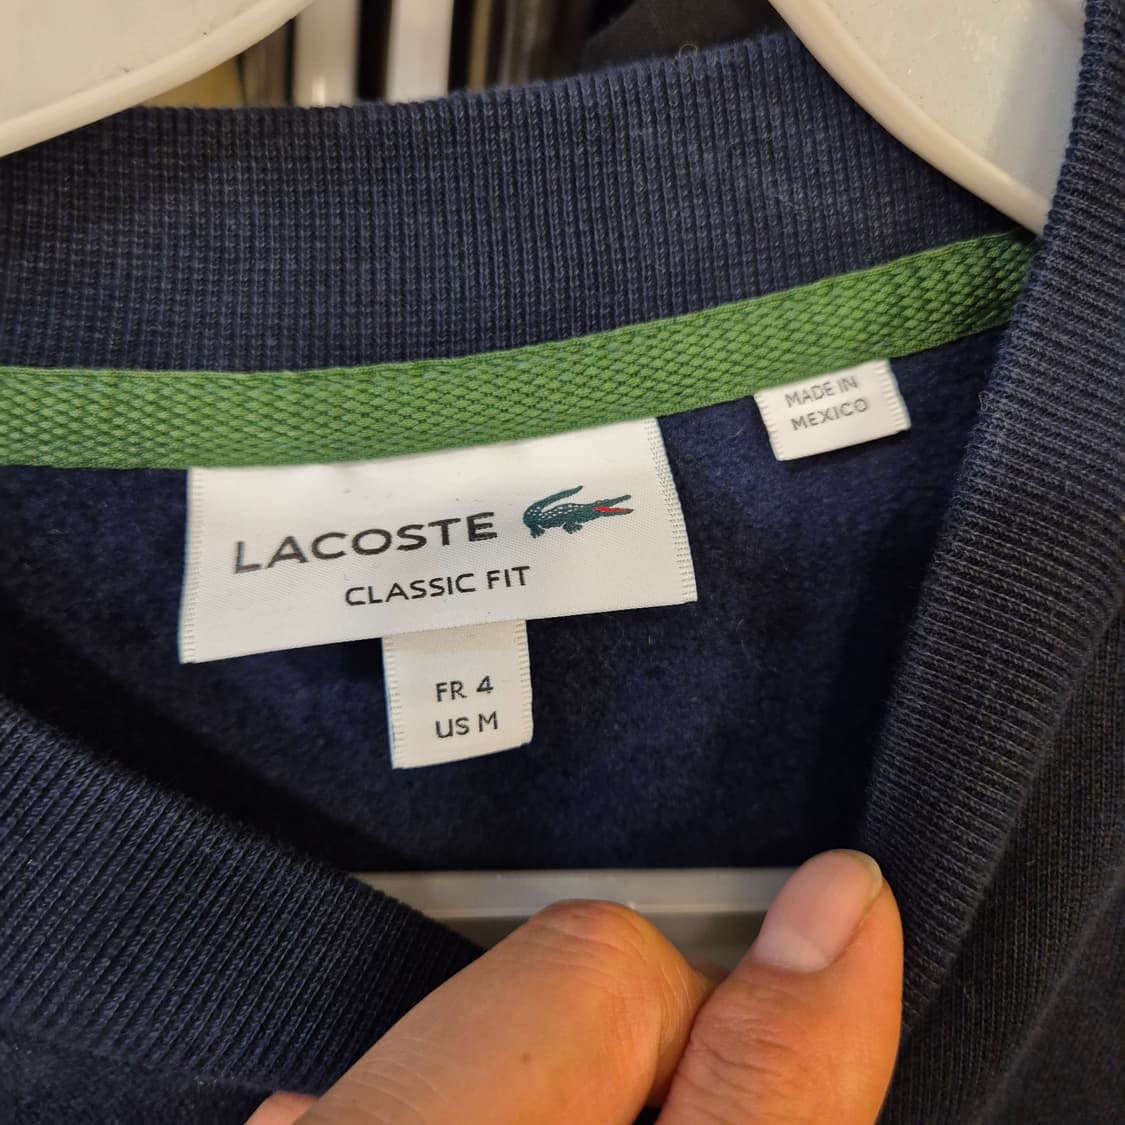 MADE IN
MEXICO
LACOSTE
CLASSIC FIT
FR 4
US M